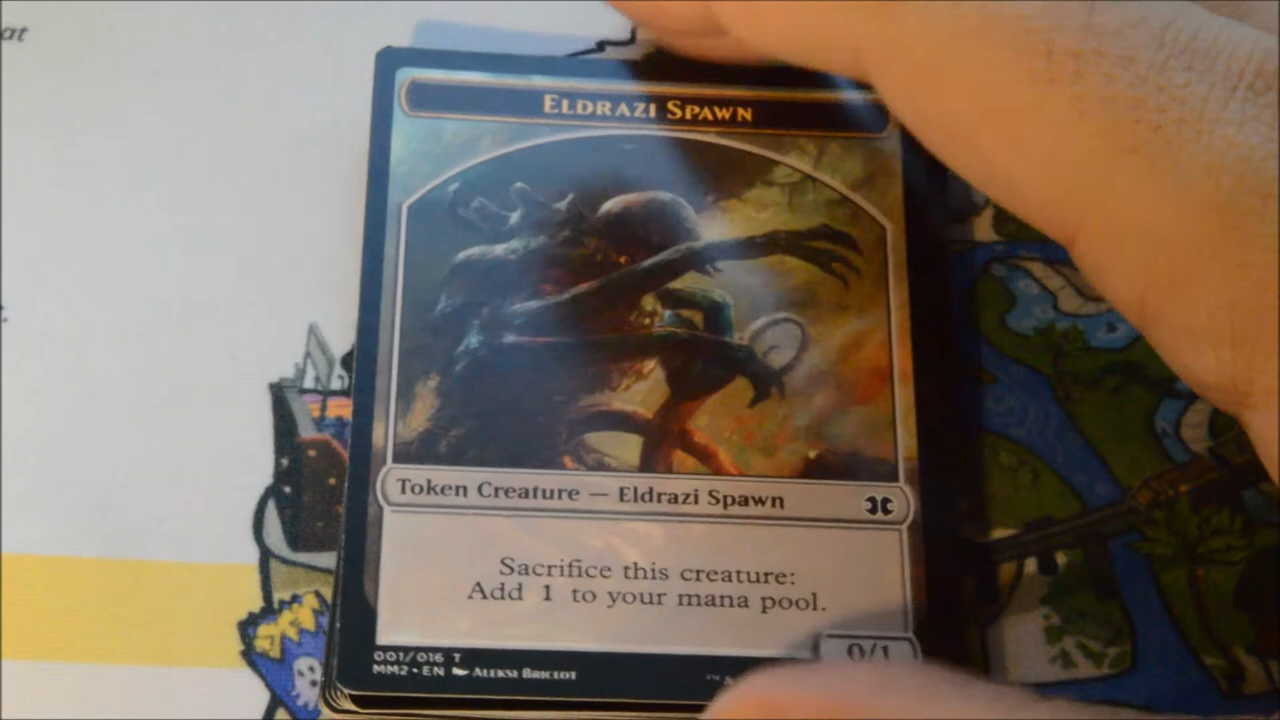 at
ELDRAZI SPAWN
Token Creature — Eldrazi Spawn
Sacrifice this creature:
Add 1 to your mana pool.
0/1
001/016 T
MM2 • EN ALEKSI BRICLOT